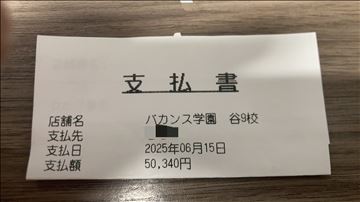 支払書
店舗名 バカンス学園 谷9校
支払先
支払日 2025年06月15日
支払額 50,340円